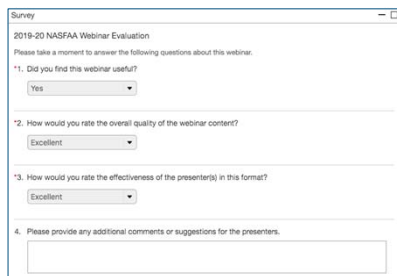 Survey
2019-20 NASFAA Webinar Evaluation
Please take a moment to answer the following questions about this webinar.
*1. Did you find this webinar useful?
Yes
*2. How would you rate the overall quality of the webinar content?
Excellent
*3. How would you rate the effectiveness of the presenter(s) in this format?
Excellent
4. Please provide any additional comments or suggestions for the presenters.